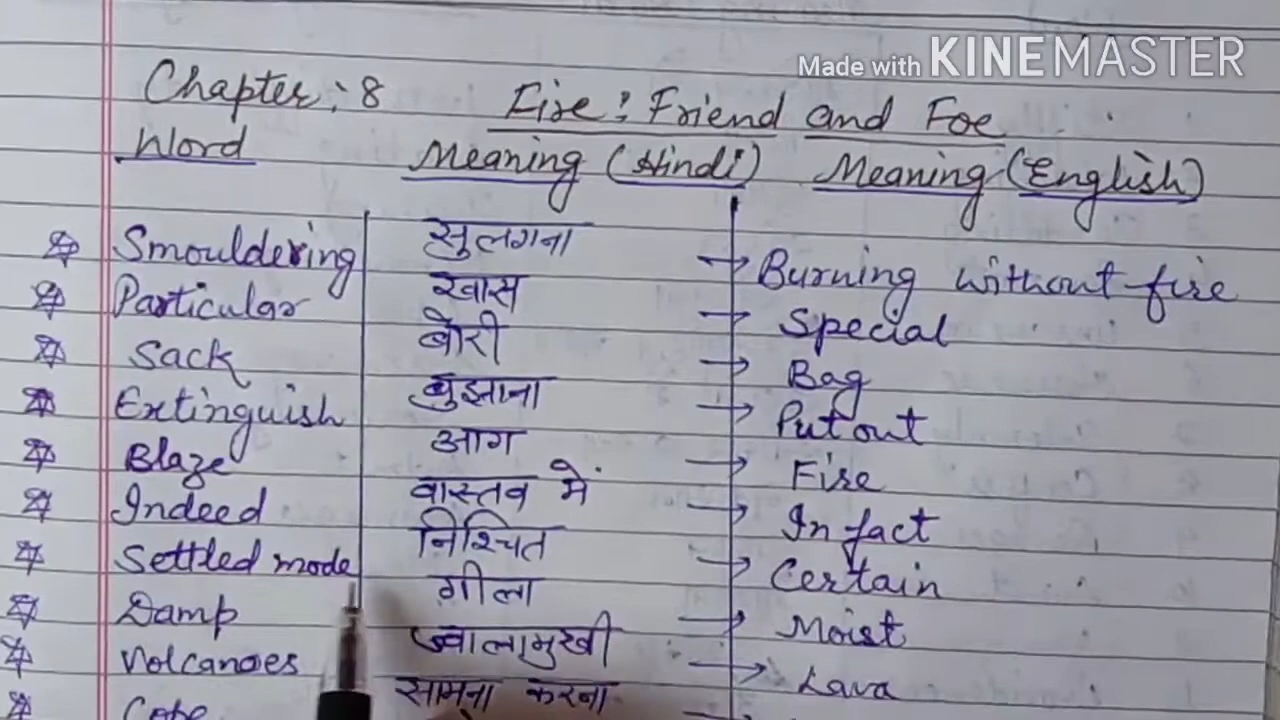 Made with KINEMASTER
Chapter: 8 Fire: Friend and Foe
Word Meaning (Hindi) Meaning (English)
Smouldering सुलगना → Burning without fire
Particular खास → Special
Sack बोरी → Bag
Extinguish बुझाना → Put out
Blaze आग → Fire
Indeed वास्तव में → In fact
Settled mode निश्चित → Certain
Damp गीला → Moist
Volcanoes ज्वालामुखी → Lava
Cope सामना करना